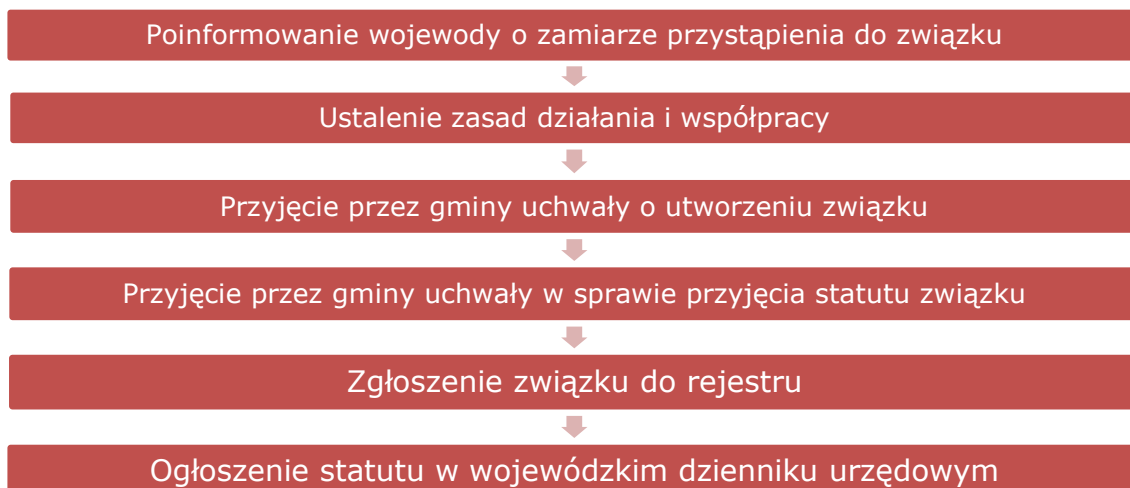 Poinformowanie wojewody o zamiarze przystąpienia do związku
Ustalenie zasad działania i współpracy
Przyjęcie przez gminy uchwały o utworzeniu związku
Przyjęcie przez gminy uchwały w sprawie przyjęcia statutu związku
Zgłoszenie związku do rejestru
Ogłoszenie statutu w wojewódzkim dzienniku urzędowym